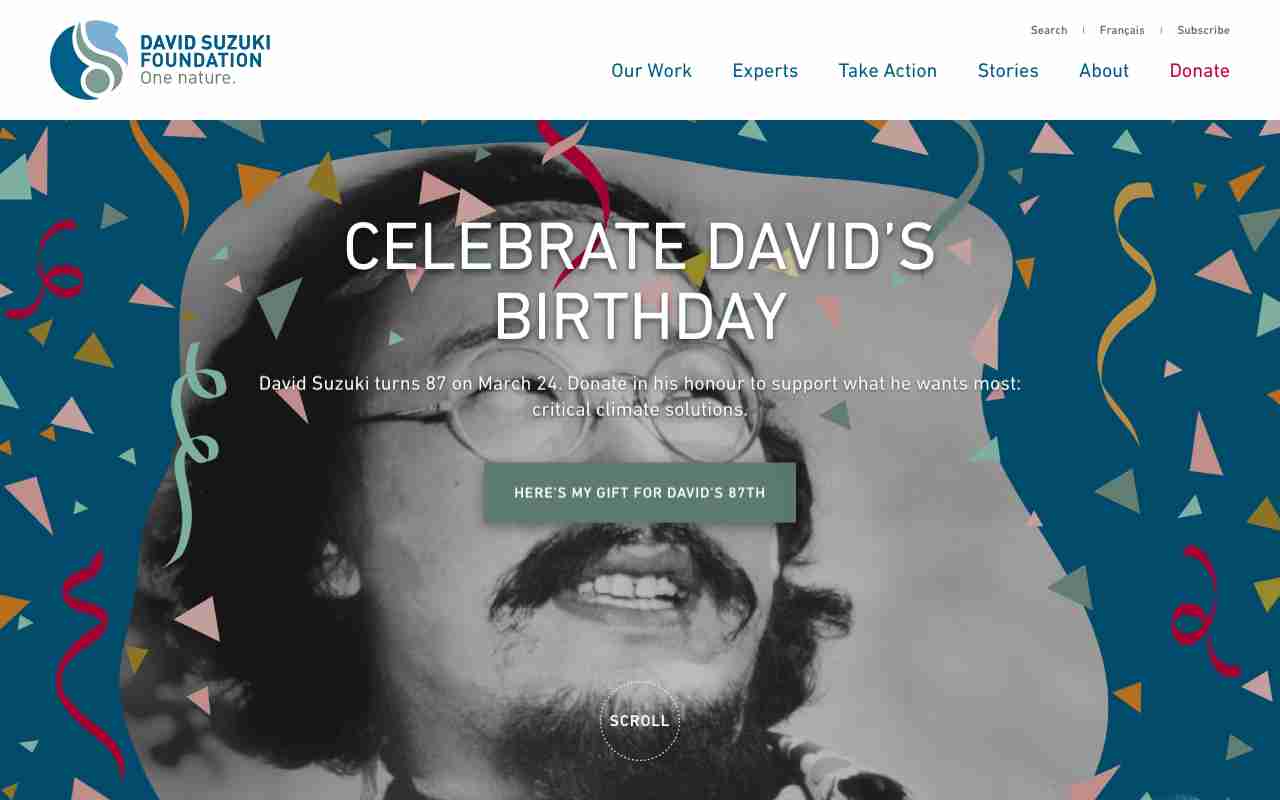 DAVID SUZUKI
FOUNDATION
One nature.
Search
Français
Subscribe
Our Work
Experts
Take Action
Stories
About
Donate
CELEBRATE DAVID'S
BIRTHDAY
David Suzuki turns 87 on March 24. Donate in his honour to support what he wants most:
critical climate solutions.
HERE'S MY GIFT FOR DAVID'S 87TH
SCROLL